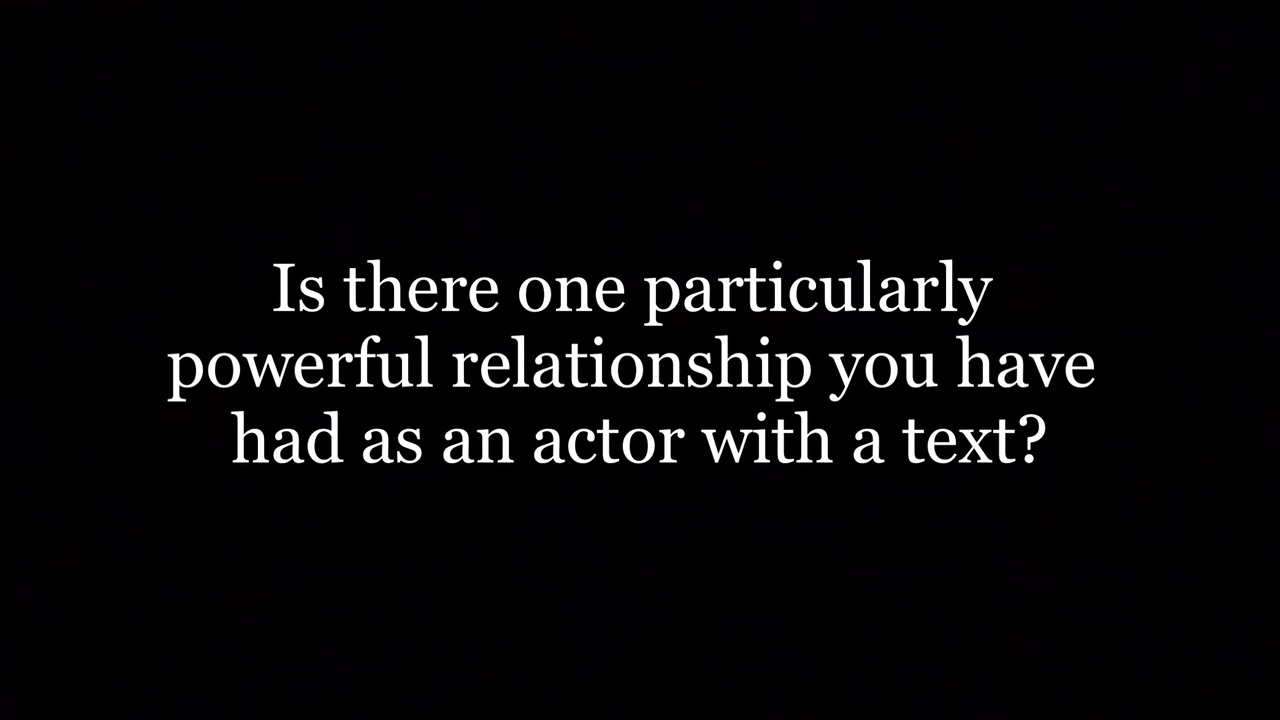 Is there one particularly
powerful relationship you have
had as an actor with a text?